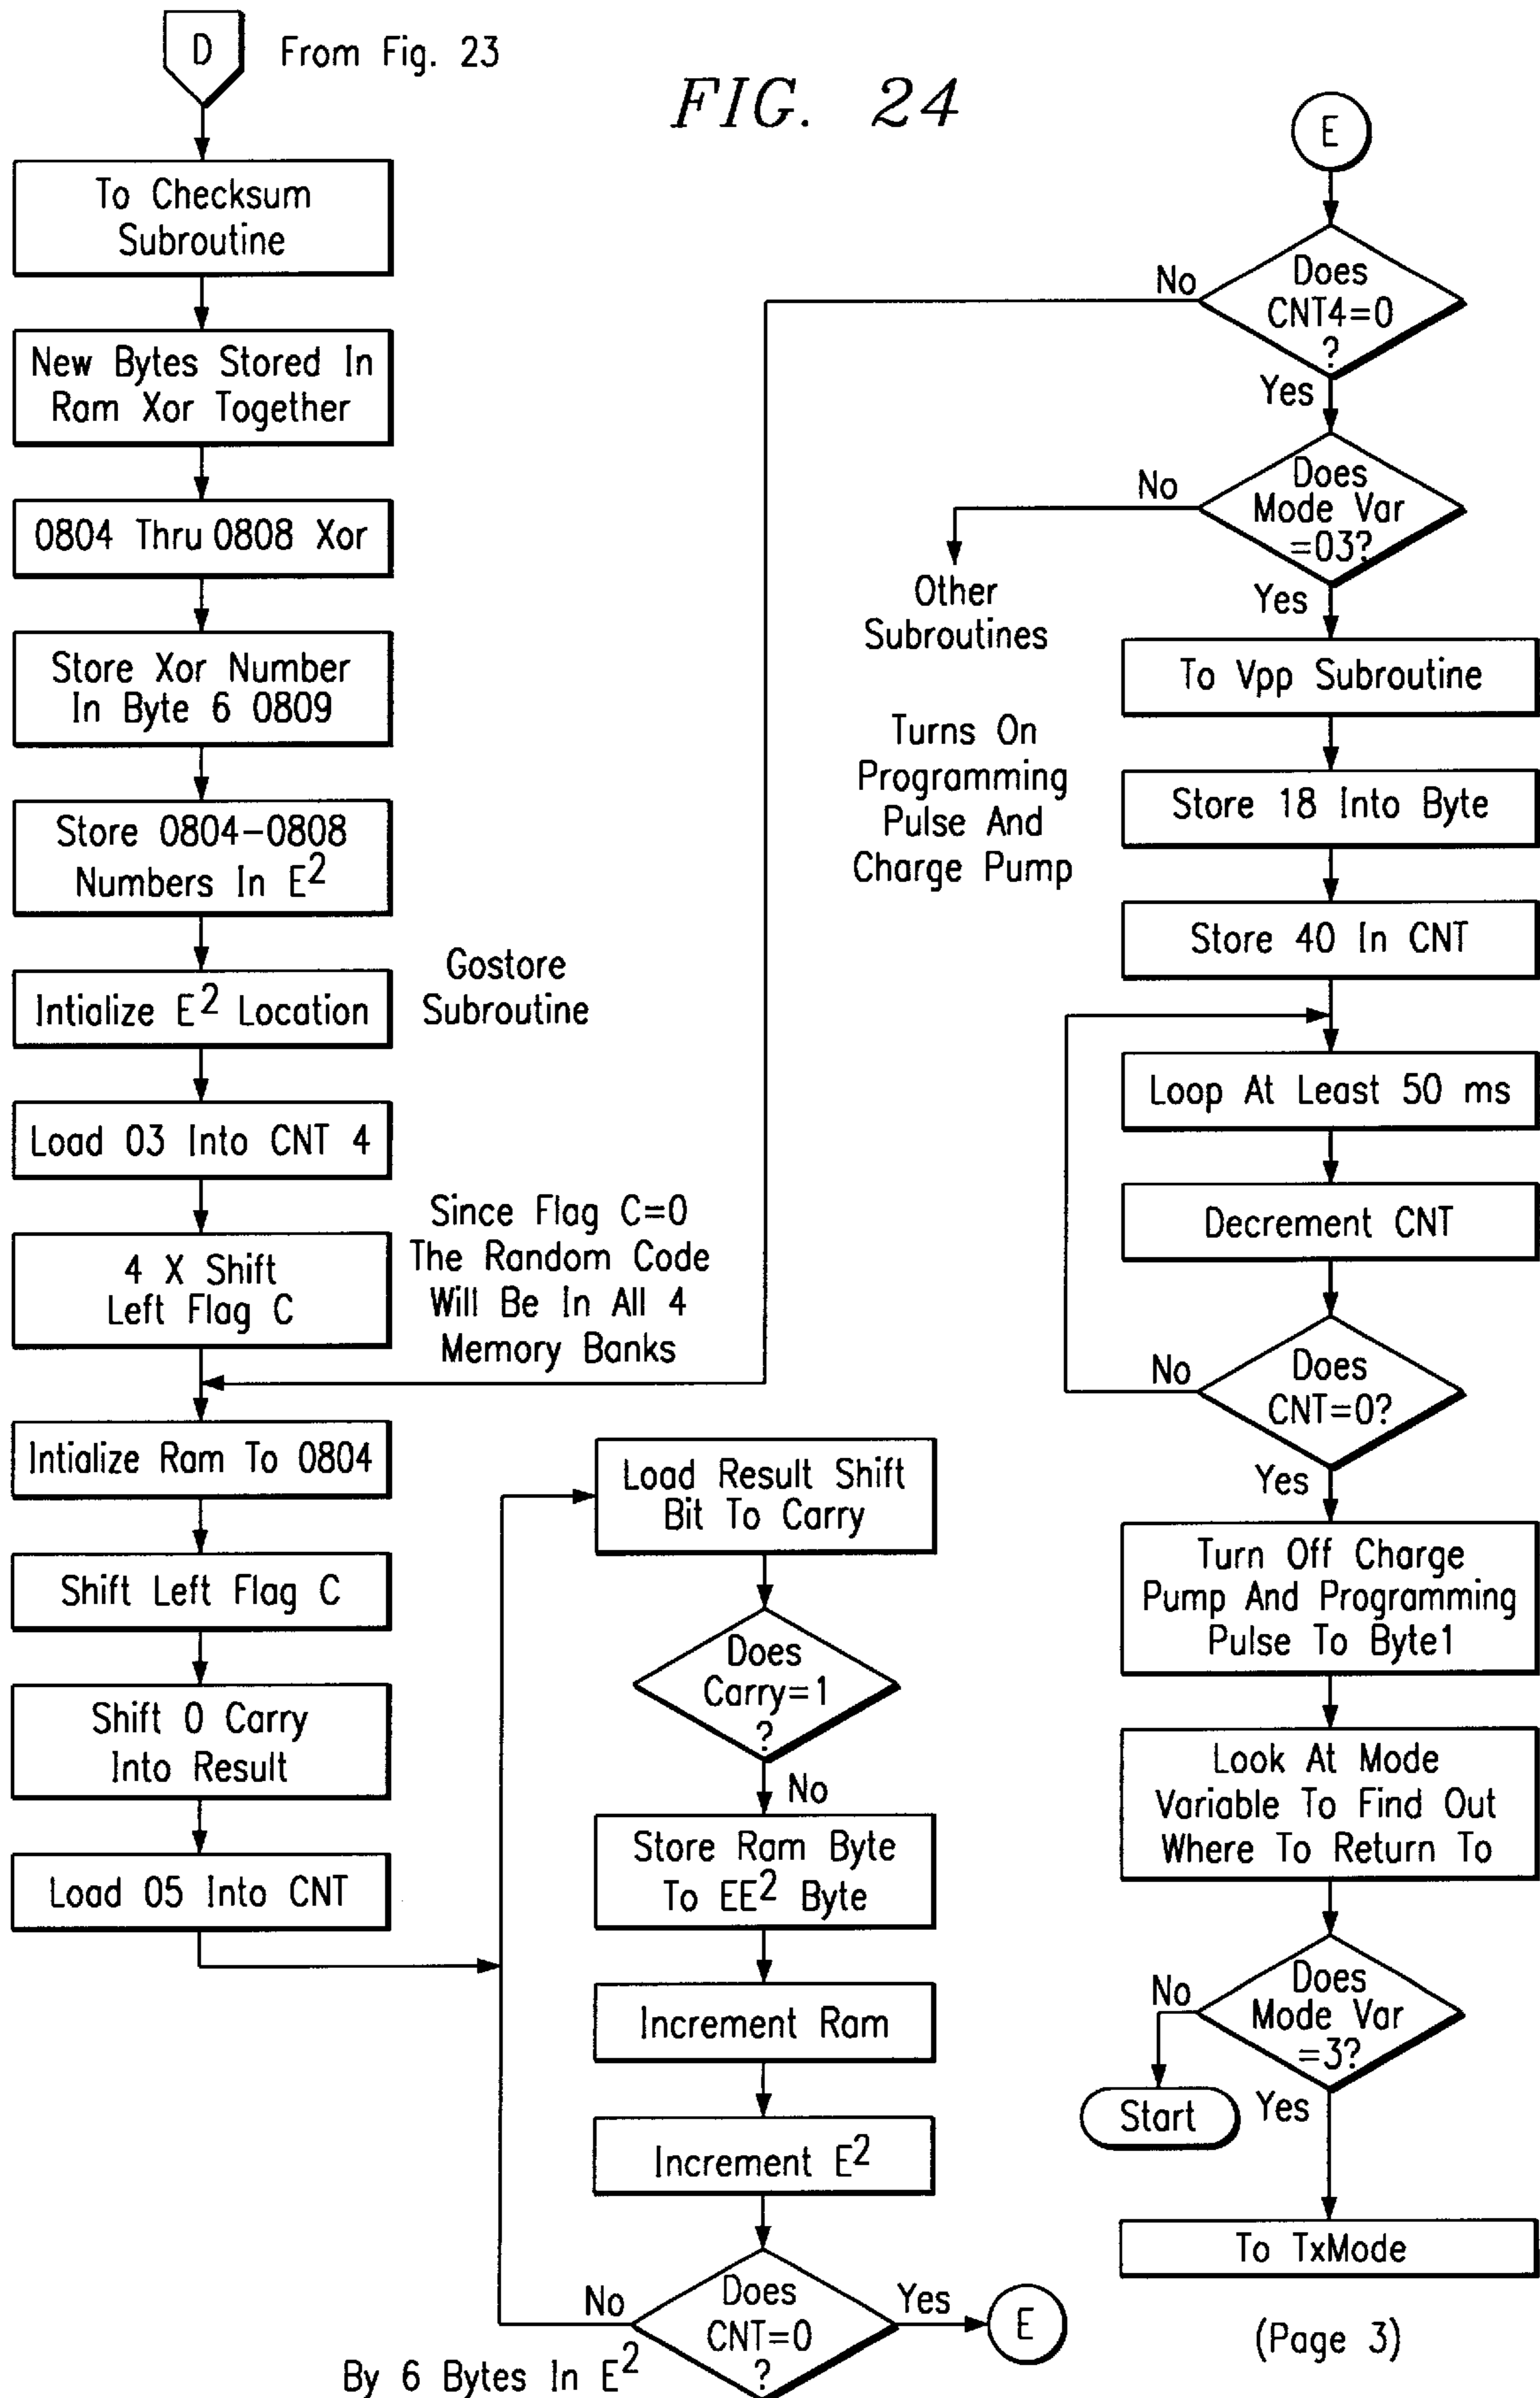 D
From Fig. 23
FIG. 24
To Checksum
Subroutine
New Bytes Stored In
Ram Xor Together
0804 Thru 0808 Xor
Store Xor Number
In Byte 6 0809
Store 0804-0808
Numbers In E2
Intialize E2 Location
Gostore
Subroutine
Load 03 Into CNT 4
4 X Shift
Left Flag C
Since Flag C=0
The Random Code
Will Be In All 4
Memory Banks
Intialize Ram To 0804
Shift Left Flag C
Shift 0 Carry
Into Result
Load 05 Into CNT
Load Result Shift
Bit To Carry
Does
Carry=1
?
No
Store Ram Byte
To EE2 Byte
Increment Ram
Increment E2
Does
CNT=0
?
No
Yes
E
By 6 Bytes In E2
E
Does
CNT4=0
?
No
Yes
Does
Mode Var
=03?
No
Other
Subroutines
Yes
To Vpp Subroutine
Turns On
Programming
Pulse And
Charge Pump
Store 18 Into Byte
Store 40 In CNT
Loop At Least 50 ms
Decrement CNT
Does
CNT=0?
No
Yes
Turn Off Charge
Pump And Programming
Pulse To Byte1
Look At Mode
Variable To Find Out
Where To Return To
Does
Mode Var
=3?
No
Start
Yes
To TxMode
(Page 3)